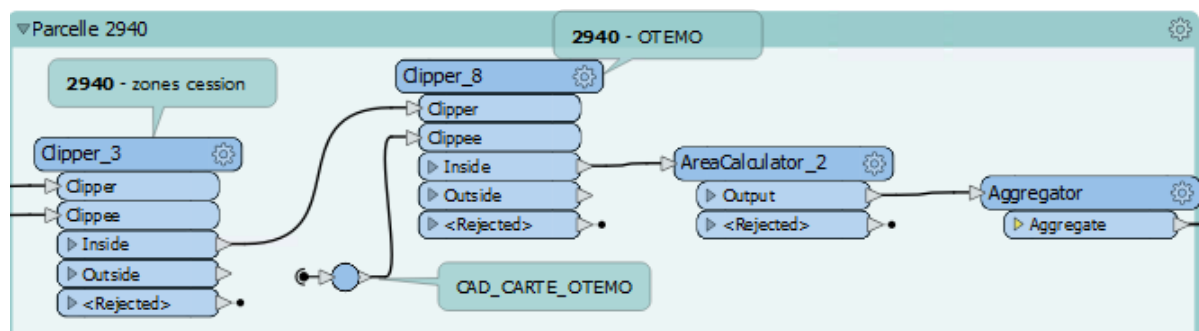 Parcelle 2940
2940 - zones cession
Clipper_3
Clipper
Clippee
Inside
Outside
<Rejected>
2940 - OTEMO
Clipper_8
Clipper
Clippee
Inside
Outside
<Rejected>
CAD_CARTE_OTEMO
AreaCalculator_2
Output
<Rejected>
Aggregator
Aggregate